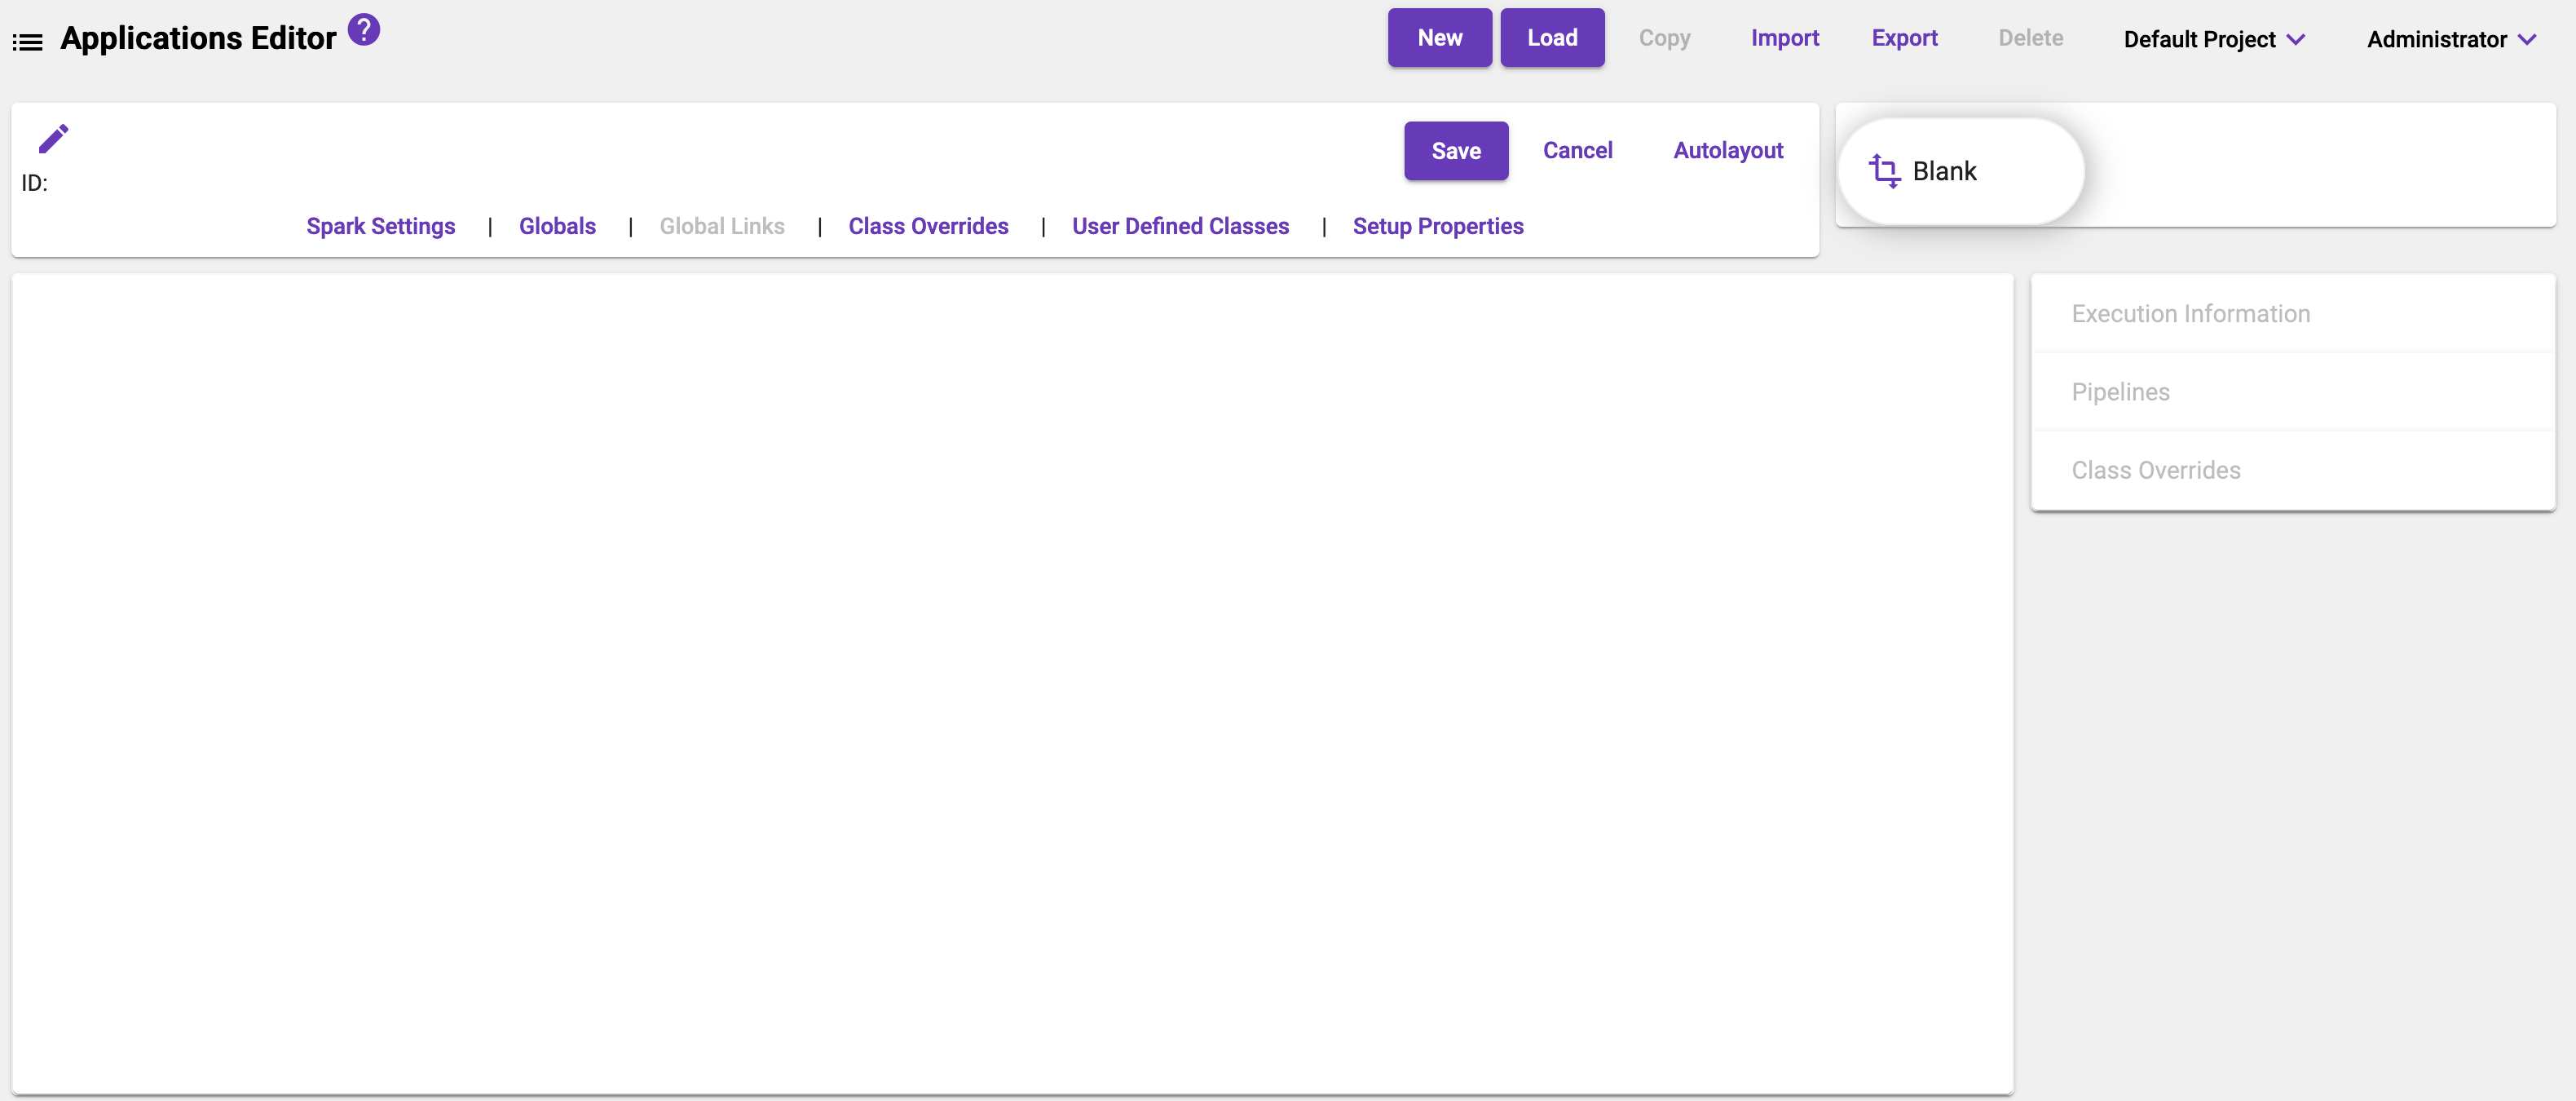 Applications Editor ?
New Load Copy Import Export Delete Default Project Administrator
Save Cancel Autolayout
ID:
Spark Settings | Globals | Global Links | Class Overrides | User Defined Classes | Setup Properties
Blank
Execution Information
Pipelines
Class Overrides